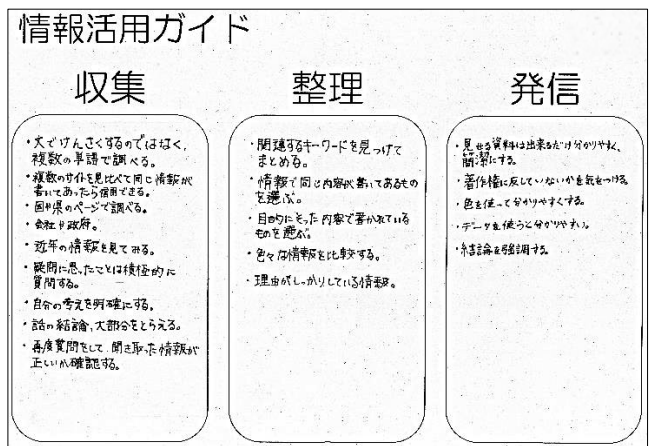 情報活用ガイド
収集
・文でけんさくするのではなく、
複数の単語で調べる。
・複数のサイトを見比べて同じ情報が
書いてあったら信用できる。
・国や県のページで調べる。
・会社や政府。
・近年の情報を見てみる。
・疑問に思ったことは積極的に
質問する。
・自分の考えを明確にする。
・話の結論、大部分をとらえる。
・再度質問をして、聞き取った情報が
正しいか確認する。
整理
・関連するキーワードを見つけて
まとめる。
・情報で同じ内容が書いてあるもの
を選ぶ。
・目的にそった内容で書かれている
ものを選ぶ。
・色々な情報を比較する。
・理由がしっかりしている情報。
発信
・見せる資料は出来るだけ分かりやすく、
簡潔にする。
・著作権に反していないかを気をつける。
・色を使って分かりやすくする。
・データを使うと分かりやすい。
・結論を強調する。